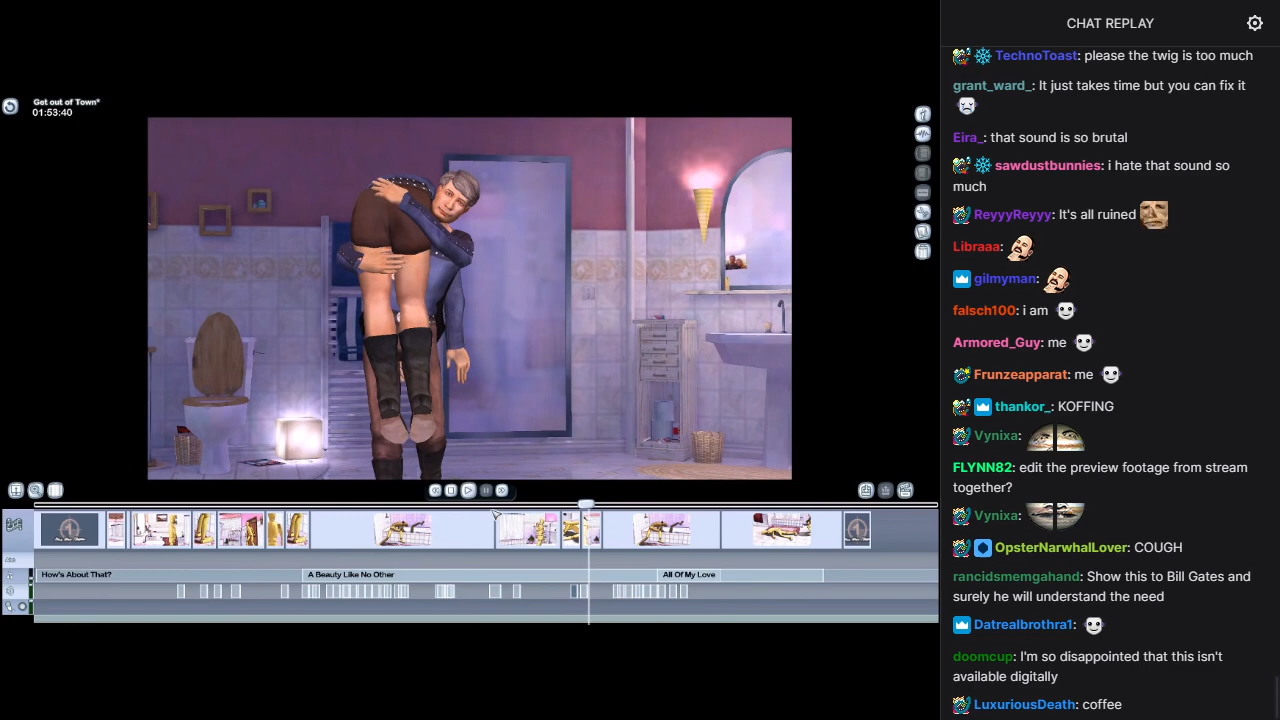 CHAT REPLAY
Get out of Town*
01:53:40
How's About That?
A Beauty Like No Other
All Of My Love
TechnoToast: please the twig is too much
grant_ward_: It just takes time but you can fix it
Eira_: that sound is so brutal
sawdustbunnies: i hate that sound so
much
ReyyyReyyy: It's all ruined
Libraaa:
gilmyman:
falsch100: i am
Armored_Guy: me
Frunzeapparat: me
thankor_: KOFFING
Vynixa:
FLYNN82: edit the preview footage from stream
together?
Vynixa:
OpsterNarwhalLover: COUGH
rancidsmemgahand: Show this to Bill Gates and
surely he will understand the need
Datrealbrothra1:
doomcup: I'm so disappointed that this isn't
available digitally
LuxuriousDeath: coffee